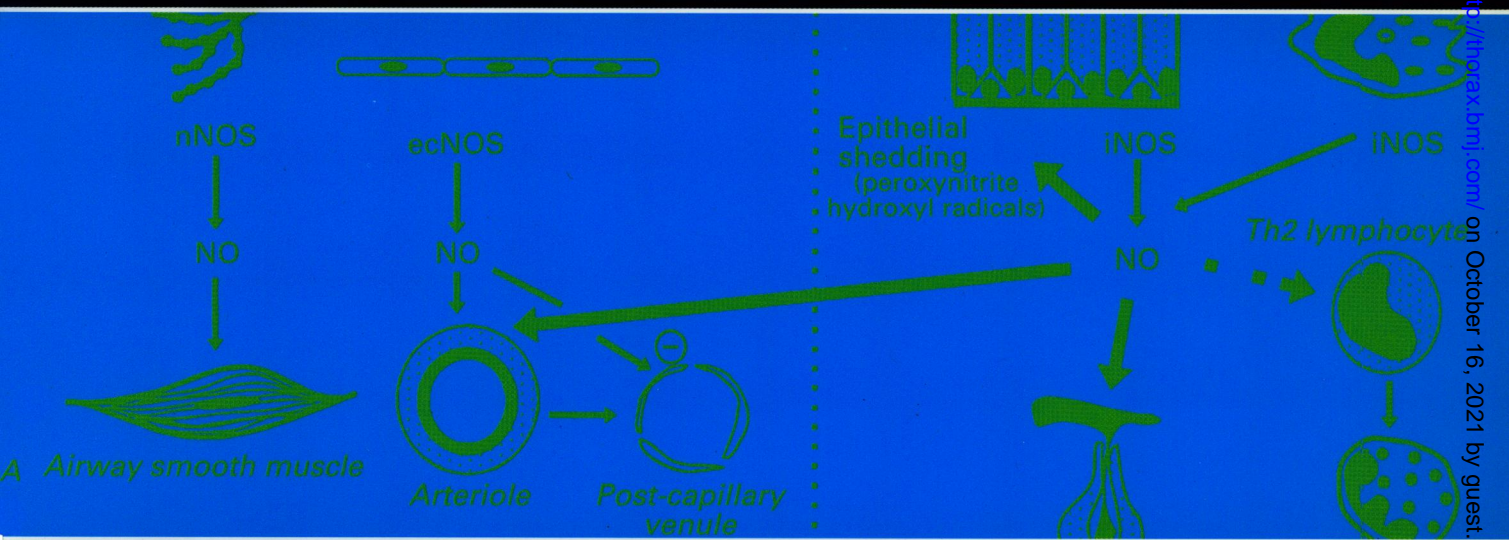 nNOS
ecNOS
Epithelial
shedding
(peroxynitrite
hydroxyl radicals)
iNOS
iNOS
NO
NO
NO
Th2 lymphocyte
A
Airway smooth muscle
Arteriole
Post-capillary
venule
−
tp://thorax.bmj.com/ on October 16, 2021 by guest.